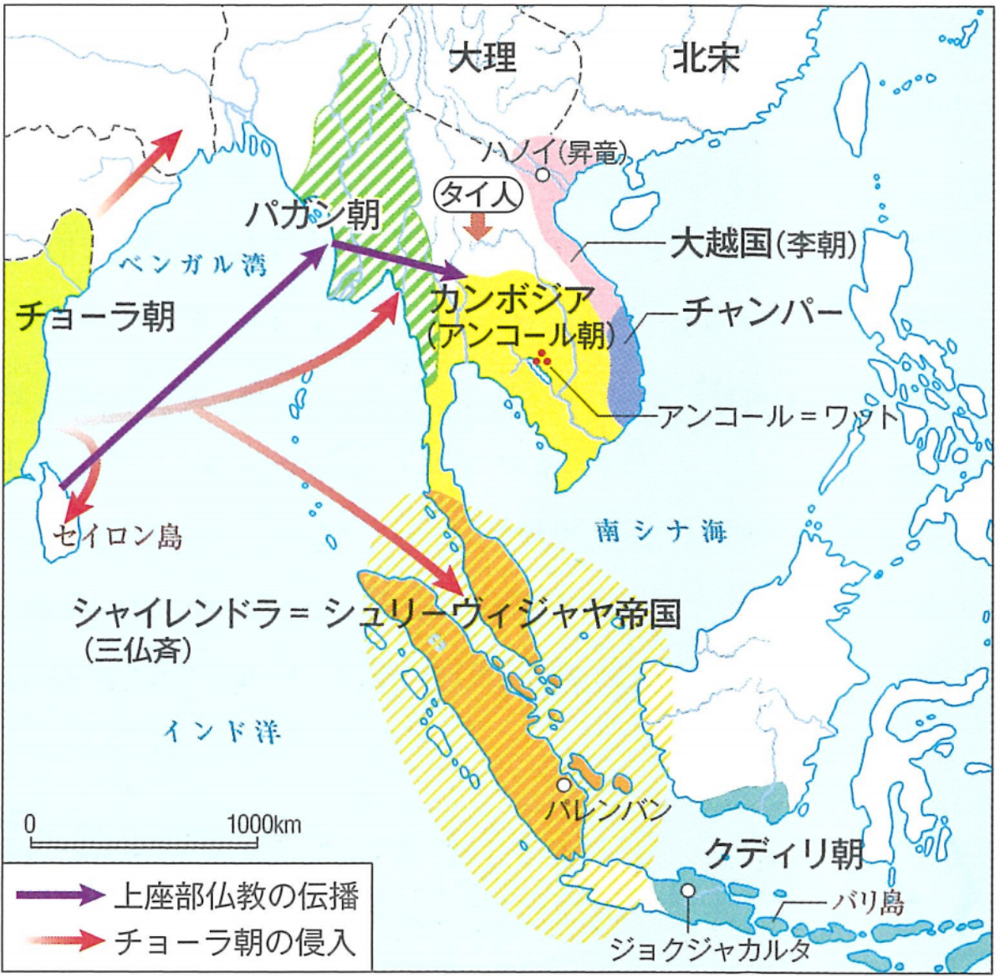 大理
北宋
ハノイ(昇竜)
タイ人
パガン朝
大越国(李朝)
ベンガル湾
チョーラ朝
カンボジア
(アンコール朝)
チャンパー
アンコール=ワット
セイロン島
南シナ海
シャイレンドラ=シュリーヴィジャヤ帝国
(三仏斉)
インド洋
パレンバン
0 1000km
クディリ朝
バリ島
ジョクジャカルタ
上座部仏教の伝播
チョーラ朝の侵入